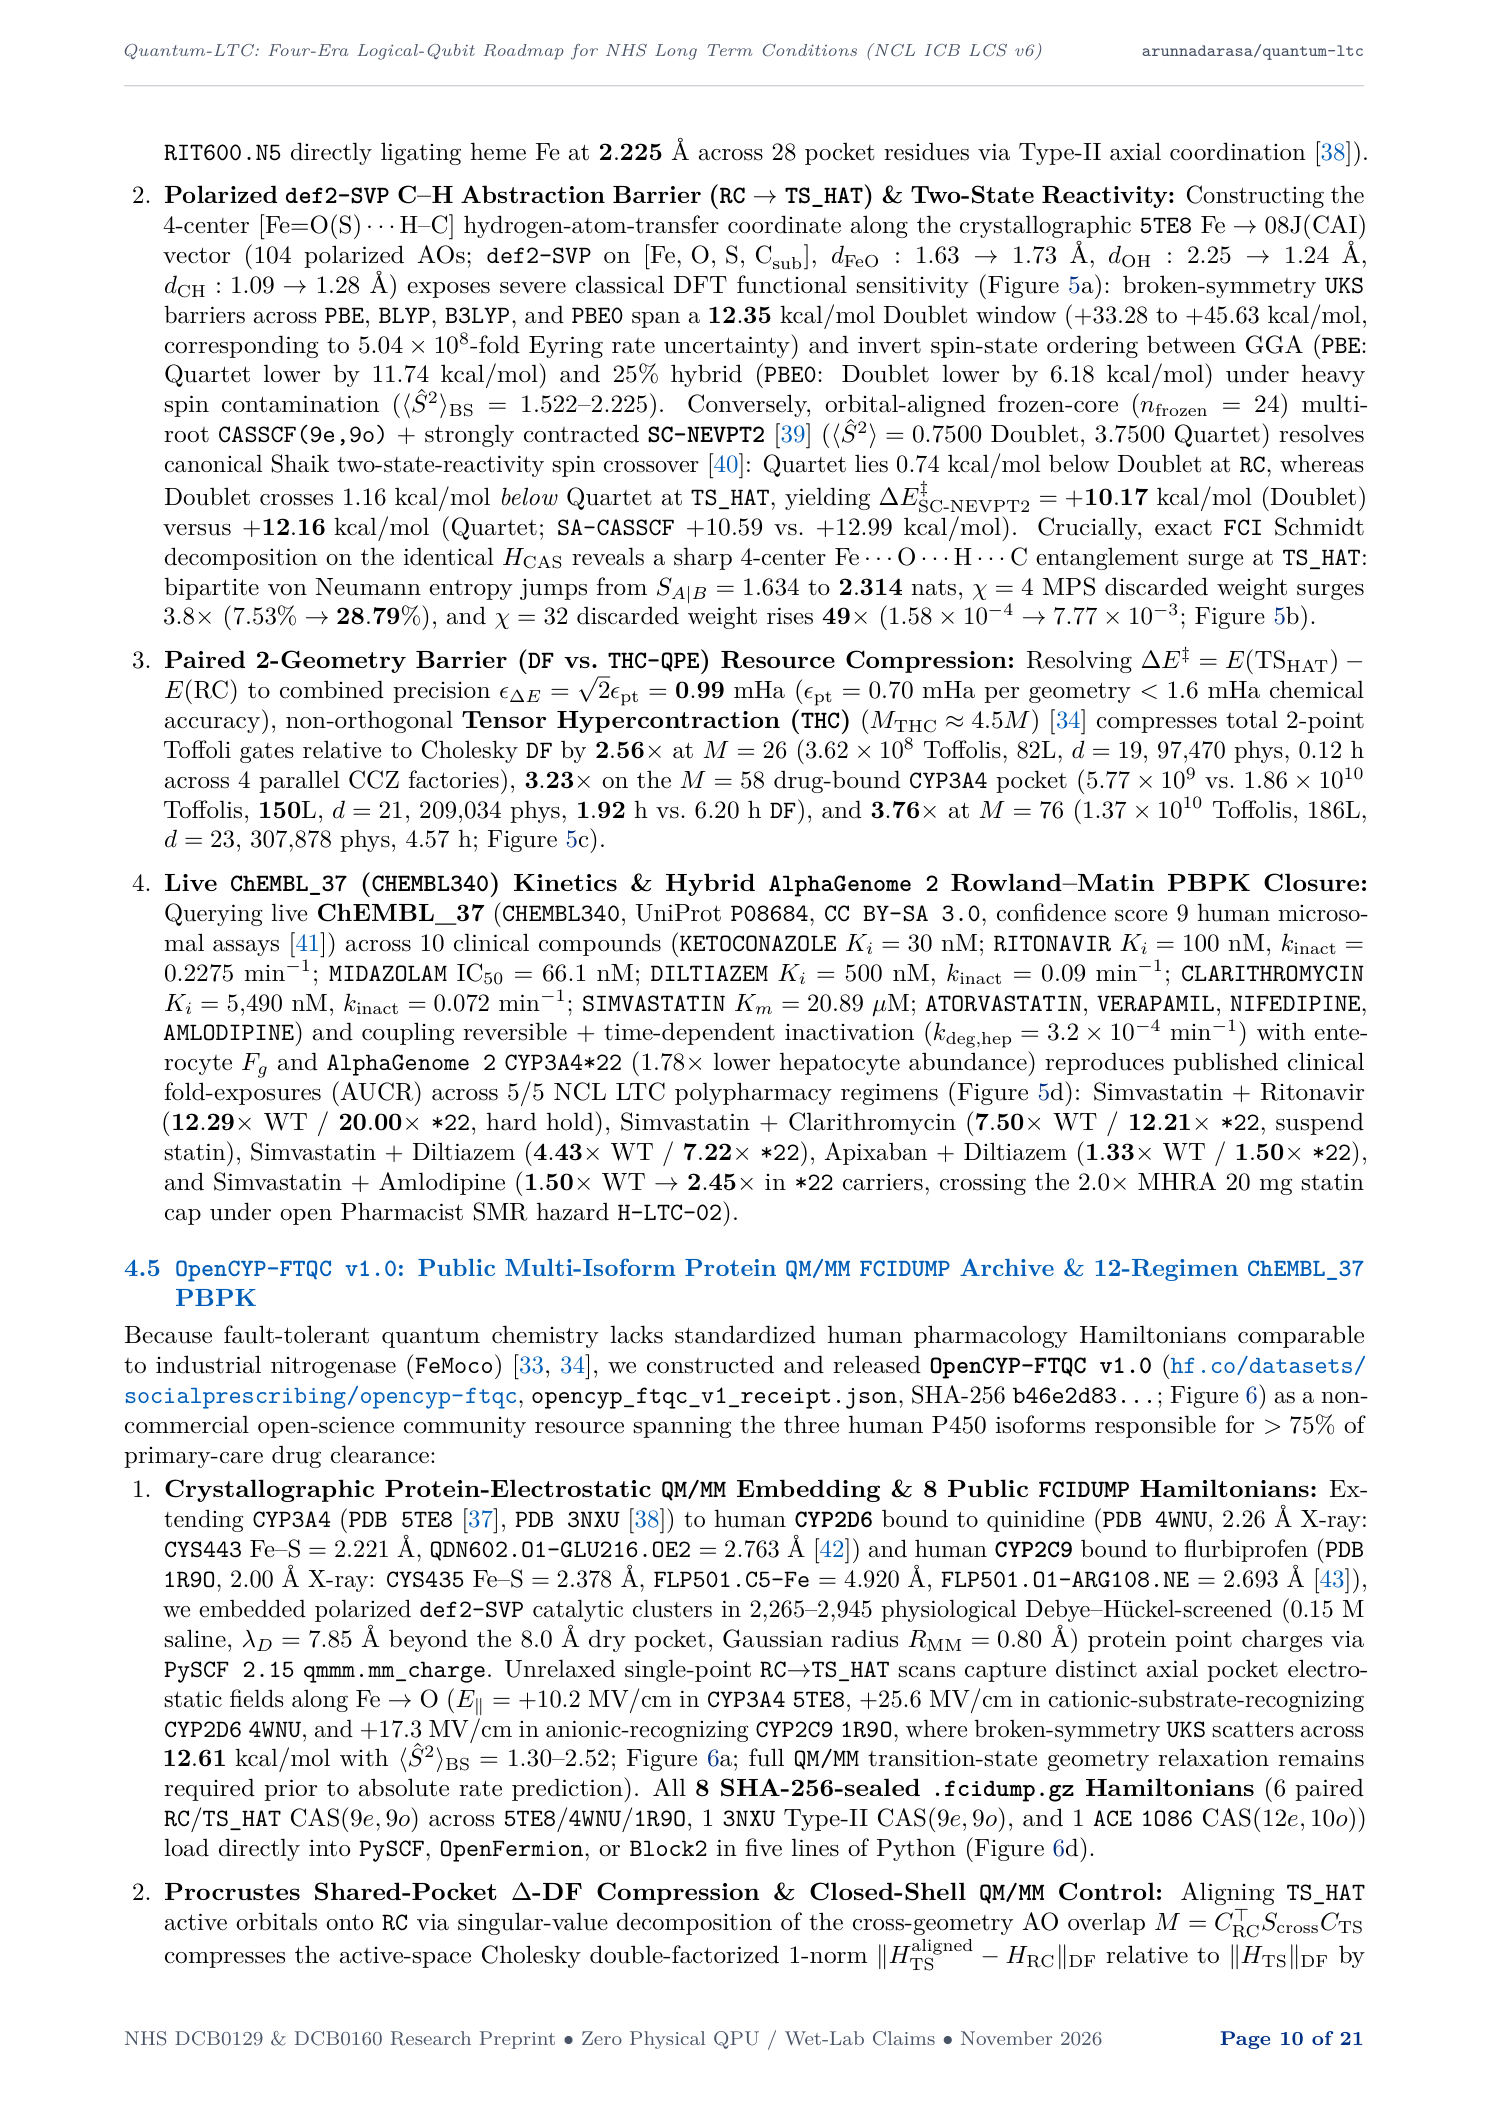 Quantum-LTC: Four-Era Logical-Qubit Roadmap for NHS Long Term Conditions (NCL ICB LCS v6) arunnadarasa/quantum-ltc
RIT600.N5 directly ligating heme Fe at 2.225 Å across 28 pocket residues via Type-II axial coordination [38]).
2. Polarized def2-SVP C–H Abstraction Barrier (RC → TS_HAT) & Two-State Reactivity: Constructing the
4-center [Fe=O(S)⋯H–C] hydrogen-atom-transfer coordinate along the crystallographic 5TE8 Fe → 08J(CAI)
vector (104 polarized AOs; def2-SVP on [Fe, O, S, C_sub], d_FeO : 1.63 → 1.73 Å, d_OH : 2.25 → 1.24 Å,
d_CH : 1.09 → 1.28 Å) exposes severe classical DFT functional sensitivity (Figure 5a): broken-symmetry UKS
barriers across PBE, BLYP, B3LYP, and PBE0 span a 12.35 kcal/mol Doublet window (+33.28 to +45.63 kcal/mol,
corresponding to 5.04 × 10⁸-fold Eyring rate uncertainty) and invert spin-state ordering between GGA (PBE:
Quartet lower by 11.74 kcal/mol) and 25% hybrid (PBE0: Doublet lower by 6.18 kcal/mol) under heavy
spin contamination (⟨Ŝ²⟩_BS = 1.522–2.225). Conversely, orbital-aligned frozen-core (n_frozen = 24) multi-
root CASSCF(9e,9o) + strongly contracted SC-NEVPT2 [39] (⟨Ŝ²⟩ = 0.7500 Doublet, 3.7500 Quartet) resolves
canonical Shaik two-state-reactivity spin crossover [40]: Quartet lies 0.74 kcal/mol below Doublet at RC, whereas
Doublet crosses 1.16 kcal/mol below Quartet at TS_HAT, yielding ΔE‡_SC-NEVPT2 = +10.17 kcal/mol (Doublet)
versus +12.16 kcal/mol (Quartet; SA-CASSCF +10.59 vs. +12.99 kcal/mol). Crucially, exact FCI Schmidt
decomposition on the identical H_CAS reveals a sharp 4-center Fe⋯O⋯H⋯C entanglement surge at TS_HAT:
bipartite von Neumann entropy jumps from S_A|B = 1.634 to 2.314 nats, χ = 4 MPS discarded weight surges
3.8× (7.53% → 28.79%), and χ = 32 discarded weight rises 49× (1.58 × 10⁻⁴ → 7.77 × 10⁻³; Figure 5b).
3. Paired 2-Geometry Barrier (DF vs. THC-QPE) Resource Compression: Resolving ΔE‡ = E(TS_HAT) −
E(RC) to combined precision ϵ_ΔE = √2ϵ_pt = 0.99 mHa (ϵ_pt = 0.70 mHa per geometry < 1.6 mHa chemical
accuracy), non-orthogonal Tensor Hypercontraction (THC) (M_THC ≈ 4.5M) [34] compresses total 2-point
Toffoli gates relative to Cholesky DF by 2.56× at M = 26 (3.62 × 10⁸ Toffolis, 82L, d = 19, 97,470 phys, 0.12 h
across 4 parallel CCZ factories), 3.23× on the M = 58 drug-bound CYP3A4 pocket (5.77 × 10⁹ vs. 1.86 × 10¹⁰
Toffolis, 150L, d = 21, 209,034 phys, 1.92 h vs. 6.20 h DF), and 3.76× at M = 76 (1.37 × 10¹⁰ Toffolis, 186L,
d = 23, 307,878 phys, 4.57 h; Figure 5c).
4. Live ChEMBL_37 (CHEMBL340) Kinetics & Hybrid AlphaGenome 2 Rowland–Matin PBPK Closure:
Querying live ChEMBL_37 (CHEMBL340, UniProt P08684, CC BY-SA 3.0, confidence score 9 human microso-
mal assays [41]) across 10 clinical compounds (KETOCONAZOLE K_i = 30 nM; RITONAVIR K_i = 100 nM, k_inact =
0.2275 min⁻¹; MIDAZOLAM IC₅₀ = 66.1 nM; DILTIAZEM K_i = 500 nM, k_inact = 0.09 min⁻¹; CLARITHROMYCIN
K_i = 5,490 nM, k_inact = 0.072 min⁻¹; SIMVASTATIN K_m = 20.89 μM; ATORVASTATIN, VERAPAMIL, NIFEDIPINE,
AMLODIPINE) and coupling reversible + time-dependent inactivation (k_deg,hep = 3.2 × 10⁻⁴ min⁻¹) with ente-
rocyte F_g and AlphaGenome 2 CYP3A4*22 (1.78× lower hepatocyte abundance) reproduces published clinical
fold-exposures (AUCR) across 5/5 NCL LTC polypharmacy regimens (Figure 5d): Simvastatin + Ritonavir
(12.29× WT / 20.00× *22, hard hold), Simvastatin + Clarithromycin (7.50× WT / 12.21× *22, suspend
statin), Simvastatin + Diltiazem (4.43× WT / 7.22× *22), Apixaban + Diltiazem (1.33× WT / 1.50× *22),
and Simvastatin + Amlodipine (1.50× WT → 2.45× in *22 carriers, crossing the 2.0× MHRA 20 mg statin
cap under open Pharmacist SMR hazard H-LTC-02).
4.5 OpenCYP-FTQC v1.0: Public Multi-Isoform Protein QM/MM FCIDUMP Archive & 12-Regimen ChEMBL_37
PBPK
Because fault-tolerant quantum chemistry lacks standardized human pharmacology Hamiltonians comparable
to industrial nitrogenase (FeMoco) [33, 34], we constructed and released OpenCYP-FTQC v1.0 (hf.co/datasets/
socialprescribing/opencyp-ftqc, opencyp_ftqc_v1_receipt.json, SHA-256 b46e2d83...; Figure 6) as a non-
commercial open-science community resource spanning the three human P450 isoforms responsible for > 75% of
primary-care drug clearance:
1. Crystallographic Protein-Electrostatic QM/MM Embedding & 8 Public FCIDUMP Hamiltonians: Ex-
tending CYP3A4 (PDB 5TE8 [37], PDB 3NXU [38]) to human CYP2D6 bound to quinidine (PDB 4WNU, 2.26 Å X-ray:
CYS443 Fe–S = 2.221 Å, QDN602.O1-GLU216.OE2 = 2.763 Å [42]) and human CYP2C9 bound to flurbiprofen (PDB
1R9O, 2.00 Å X-ray: CYS435 Fe–S = 2.378 Å, FLP501.C5-Fe = 4.920 Å, FLP501.O1-ARG108.NE = 2.693 Å [43]),
we embedded polarized def2-SVP catalytic clusters in 2,265–2,945 physiological Debye–Hückel-screened (0.15 M
saline, λ_D = 7.85 Å beyond the 8.0 Å dry pocket, Gaussian radius R_MM = 0.80 Å) protein point charges via
PySCF 2.15 qmmm.mm_charge. Unrelaxed single-point RC→TS_HAT scans capture distinct axial pocket electro-
static fields along Fe → O (E_∥ = +10.2 MV/cm in CYP3A4 5TE8, +25.6 MV/cm in cationic-substrate-recognizing
CYP2D6 4WNU, and +17.3 MV/cm in anionic-recognizing CYP2C9 1R9O, where broken-symmetry UKS scatters across
12.61 kcal/mol with ⟨Ŝ²⟩_BS = 1.30–2.52; Figure 6a; full QM/MM transition-state geometry relaxation remains
required prior to absolute rate prediction). All 8 SHA-256-sealed .fcidump.gz Hamiltonians (6 paired
RC/TS_HAT CAS(9e, 9o) across 5TE8/4WNU/1R9O, 1 3NXU Type-II CAS(9e, 9o), and 1 ACE 1O86 CAS(12e, 10o))
load directly into PySCF, OpenFermion, or Block2 in five lines of Python (Figure 6d).
2. Procrustes Shared-Pocket Δ-DF Compression & Closed-Shell QM/MM Control: Aligning TS_HAT
active orbitals onto RC via singular-value decomposition of the cross-geometry AO overlap M = C⊤_RC S_cross C_TS
compresses the active-space Cholesky double-factorized 1-norm ∥H^aligned_TS − H_RC∥_DF relative to ∥H_TS∥_DF by
NHS DCB0129 & DCB0160 Research Preprint • Zero Physical QPU / Wet-Lab Claims • November 2026 Page 10 of 21